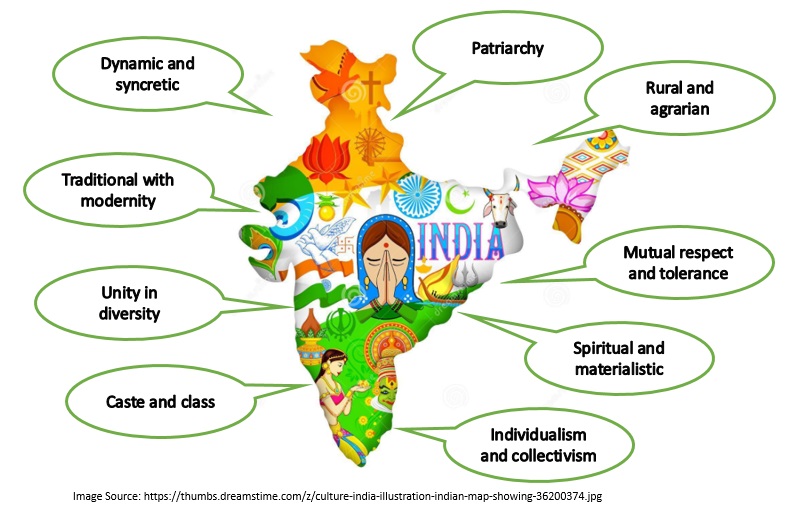 Dynamic and
syncretic
Patriarchy
Rural and
agrarian
Traditional with
modernity
INDIA
Mutual respect
and tolerance
Unity in
diversity
Spiritual and
materialistic
Caste and class
Individualism
and collectivism
Image Source: https://thumbs.dreamstime.com/z/culture-india-illustration-indian-map-showing-36200374.jpg